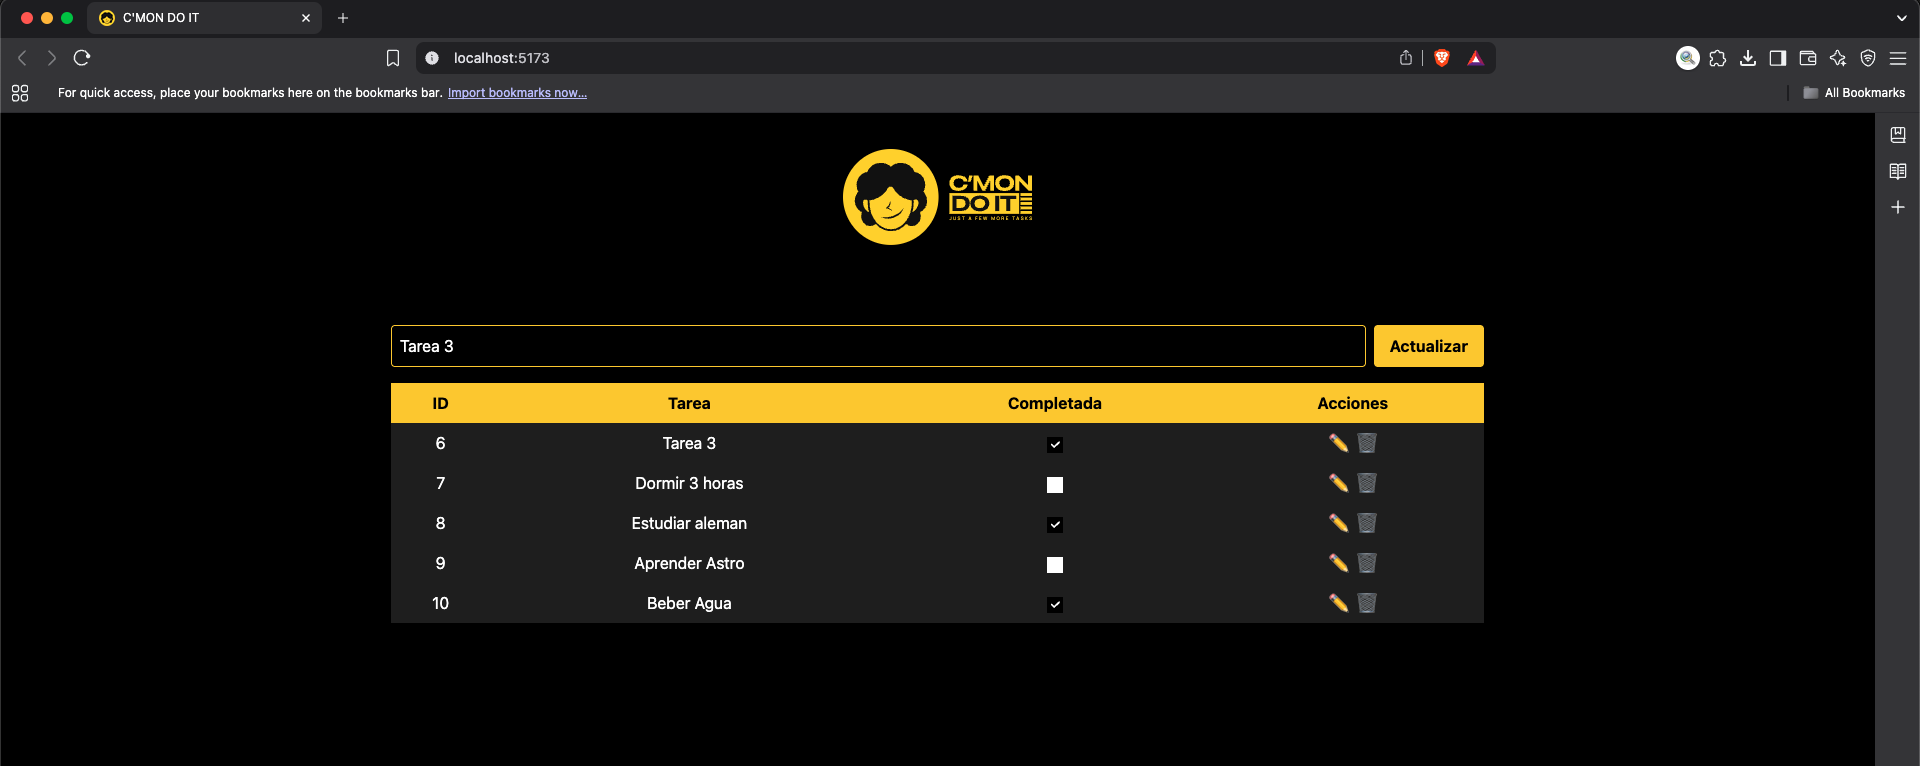 C'MON DO IT
localhost:5173
For quick access, place your bookmarks here on the bookmarks bar. Import bookmarks now...
All Bookmarks
C'MON
DO IT
JUST A FEW MORE TASKS
Tarea 3
Actualizar
ID Tarea Completada Acciones
6 Tarea 3
7 Dormir 3 horas
8 Estudiar aleman
9 Aprender Astro
10 Beber Agua